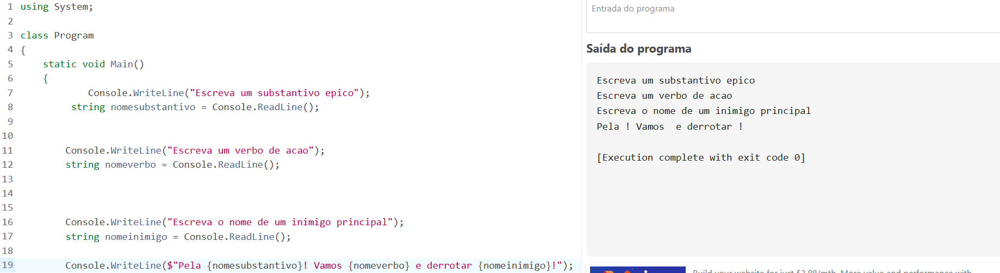 1 using System;
2
3 class Program
4 {
5 static void Main()
6 {
7 Console.WriteLine("Escreva um substantivo epico");
8 string nomesubstantivo = Console.ReadLine();
9
10
11 Console.WriteLine("Escreva um verbo de acao");
12 string nomeverbo = Console.ReadLine();
13
14
15
16 Console.WriteLine("Escreva o nome de um inimigo principal");
17 string nomeinimigo = Console.ReadLine();
18
19 Console.WriteLine($"Pela {nomesubstantivo}! Vamos {nomeverbo} e derrotar {nomeinimigo}!");
Entrada do programa
Saída do programa
Escreva um substantivo epico
Escreva um verbo de acao
Escreva o nome de um inimigo principal
Pela ! Vamos  e derrotar !
[Execution complete with exit code 0]
Build your website for just $3.88/mth. More value and performance with